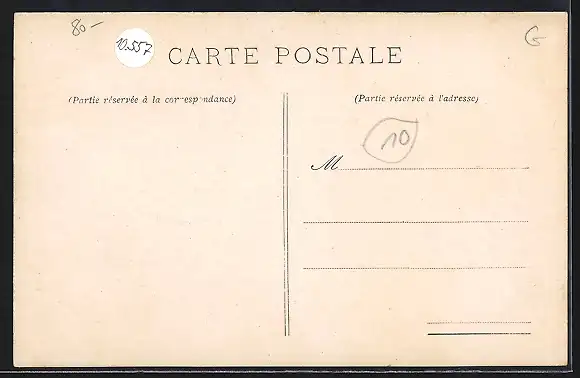 80-
10.557
G
CARTE POSTALE
(Partie réservée à la correspondance)
(Partie réservée à l'adresse)
10
M